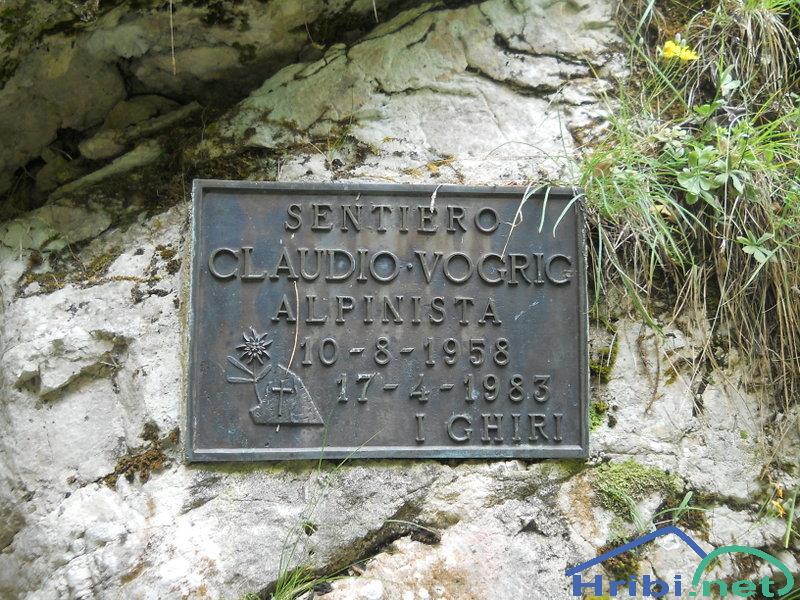 SENTIERO
CLAUDIO·VOGRIG
ALPINISTA
10-8-1958
17-4-1983
I GHIRI
Hribi.net